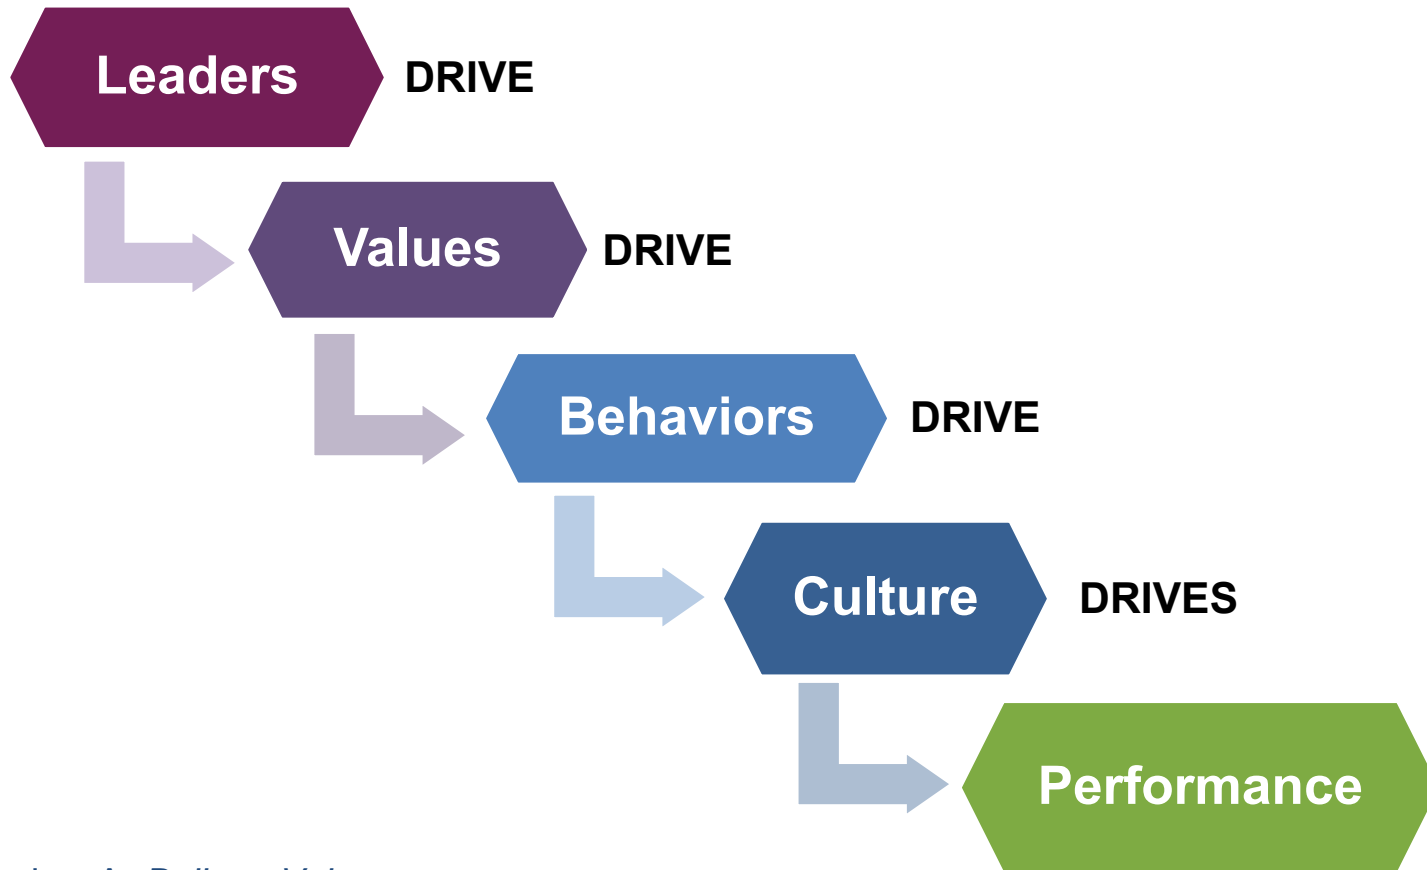 Leaders DRIVE
Values DRIVE
Behaviors DRIVE
Culture DRIVES
Performance